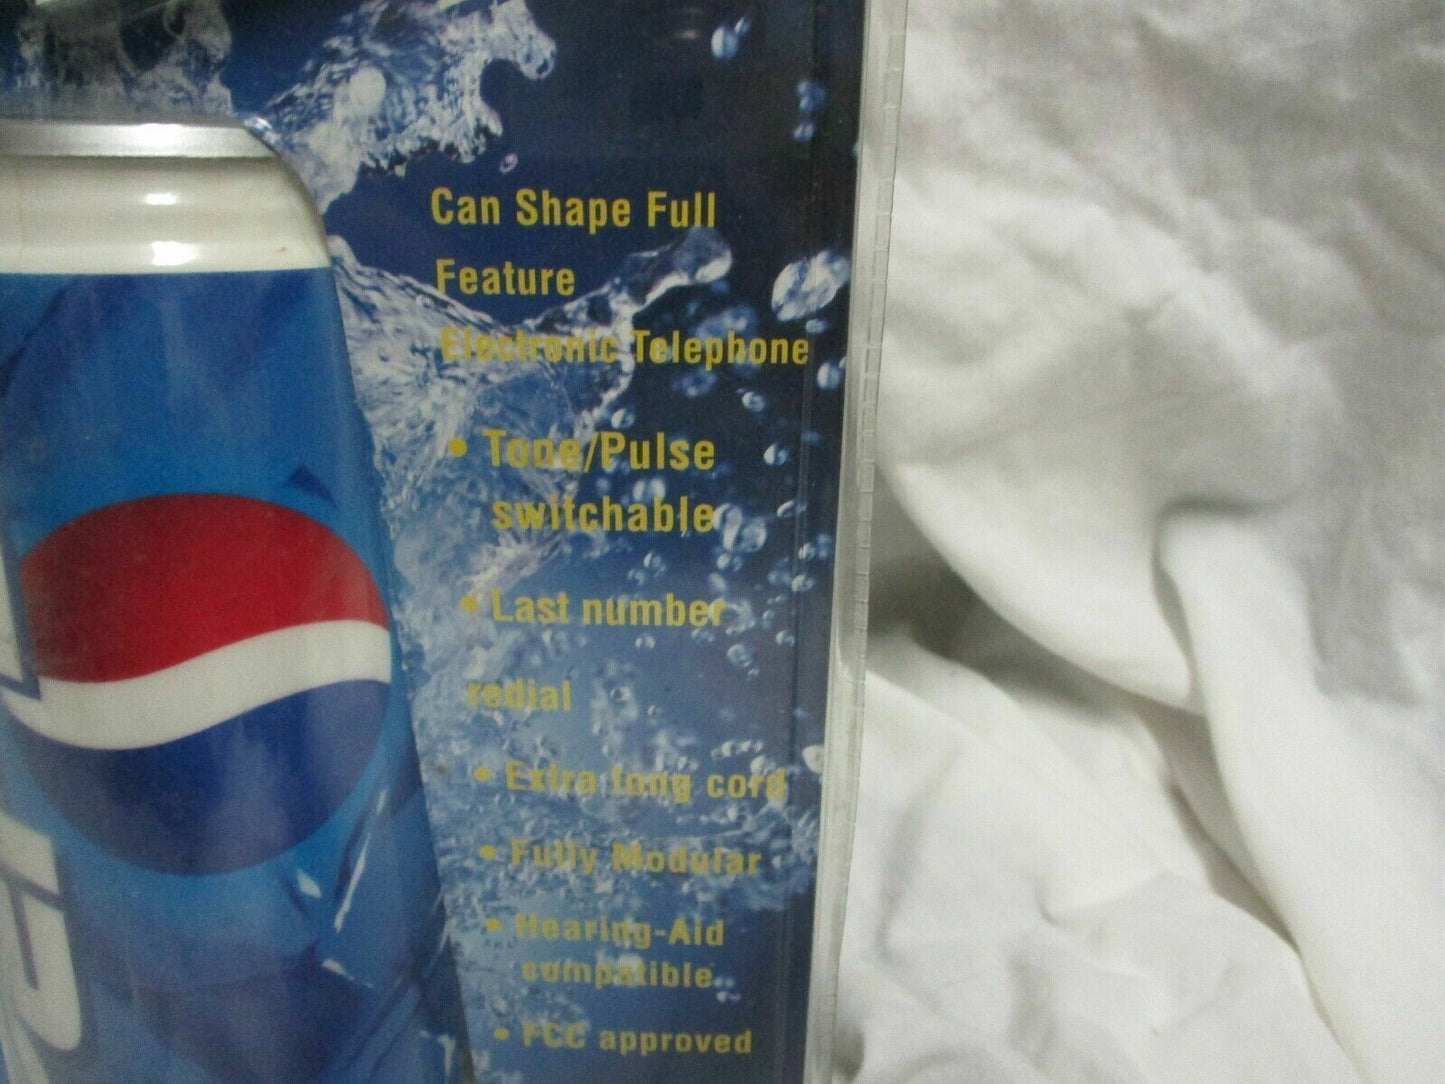 Can Shape Full
Feature
Electronic Telephone
• Tone/Pulse
switchable
• Last number
redial
• Extra long cord
• Fully Modular
• Hearing-Aid
compatible
• FCC approved